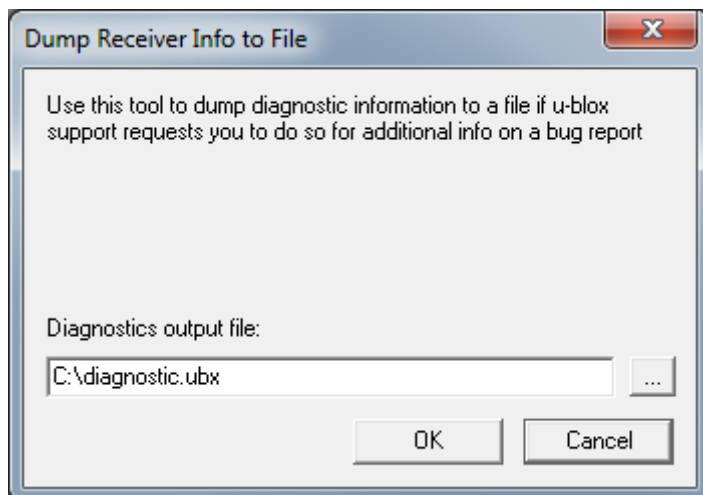 Dump Receiver Info to File
Use this tool to dump diagnostic information to a file if u-blox
support requests you to do so for additional info on a bug report
Diagnostics output file:
C:\diagnostic.ubx
...
OK
Cancel